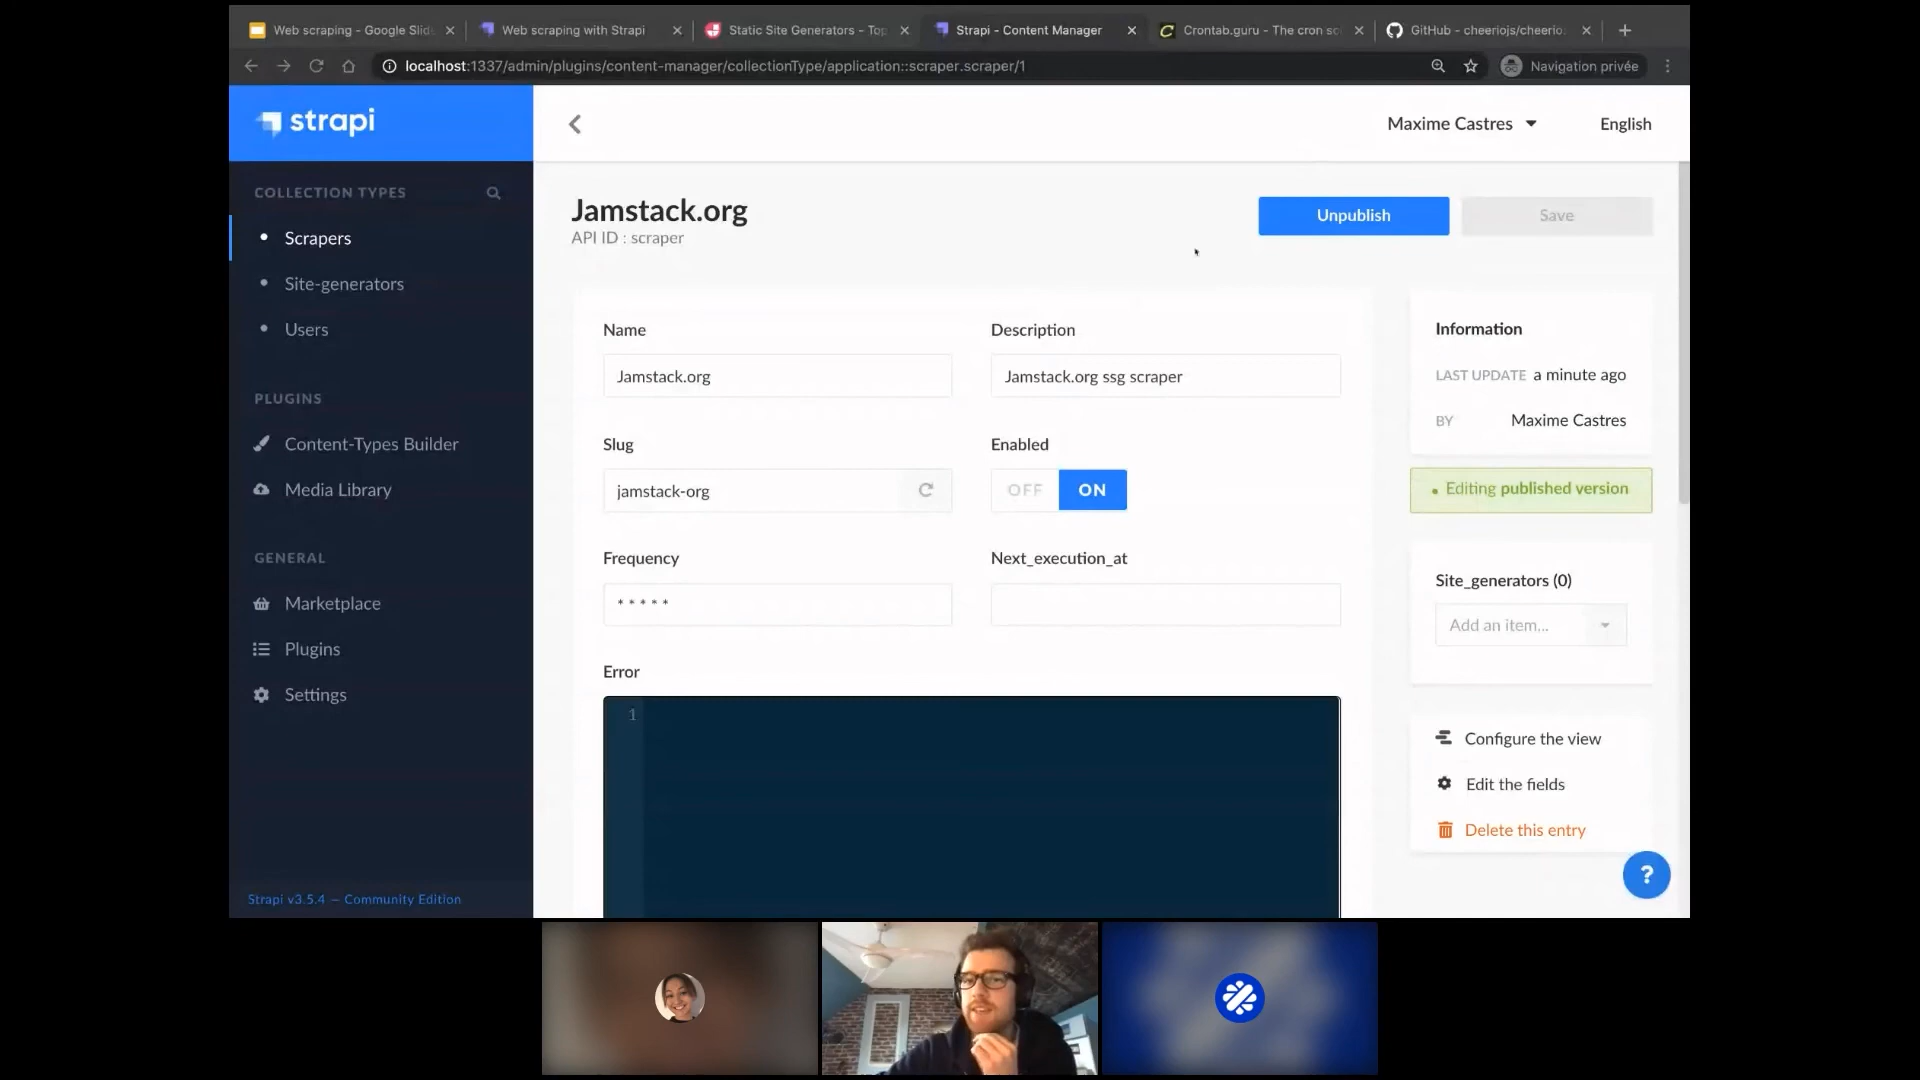 Web scraping - Google Slid
Web scraping with Strapi
Static Site Generators - Top
Strapi - Content Manager
Crontab.guru - The cron sc
GitHub - cheeriojs/cheerio:
localhost:1337/admin/plugins/content-manager/collectionType/application::scraper.scraper/1
Navigation privée
strapi
Maxime Castres
English
COLLECTION TYPES
Scrapers
Site-generators
Users
PLUGINS
Content-Types Builder
Media Library
GENERAL
Marketplace
Plugins
Settings
Strapi v3.5.4 — Community Edition
Jamstack.org
API ID : scraper
Unpublish
Save
Name
Jamstack.org
Description
Jamstack.org ssg scraper
Slug
jamstack-org
Enabled
OFF
ON
Frequency
* * * * *
Next_execution_at
Error
1
Information
LAST UPDATE a minute ago
BY Maxime Castres
Editing published version
Site_generators (0)
Add an item...
Configure the view
Edit the fields
Delete this entry
?